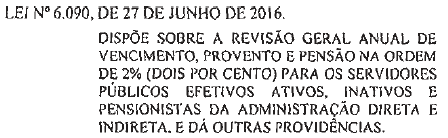 LEI Nº 6.090, DE 27 DE JUNHO DE 2016.
DISPÕE SOBRE A REVISÃO GERAL ANUAL DE
VENCIMENTO, PROVENTO E PENSÃO NA ORDEM
DE 2% (DOIS POR CENTO) PARA OS SERVIDORES
PÚBLICOS EFETIVOS ATIVOS, INATIVOS E
PENSIONISTAS DA ADMINISTRAÇÃO DIRETA E
INDIRETA, E DÁ OUTRAS PROVIDÊNCIAS.